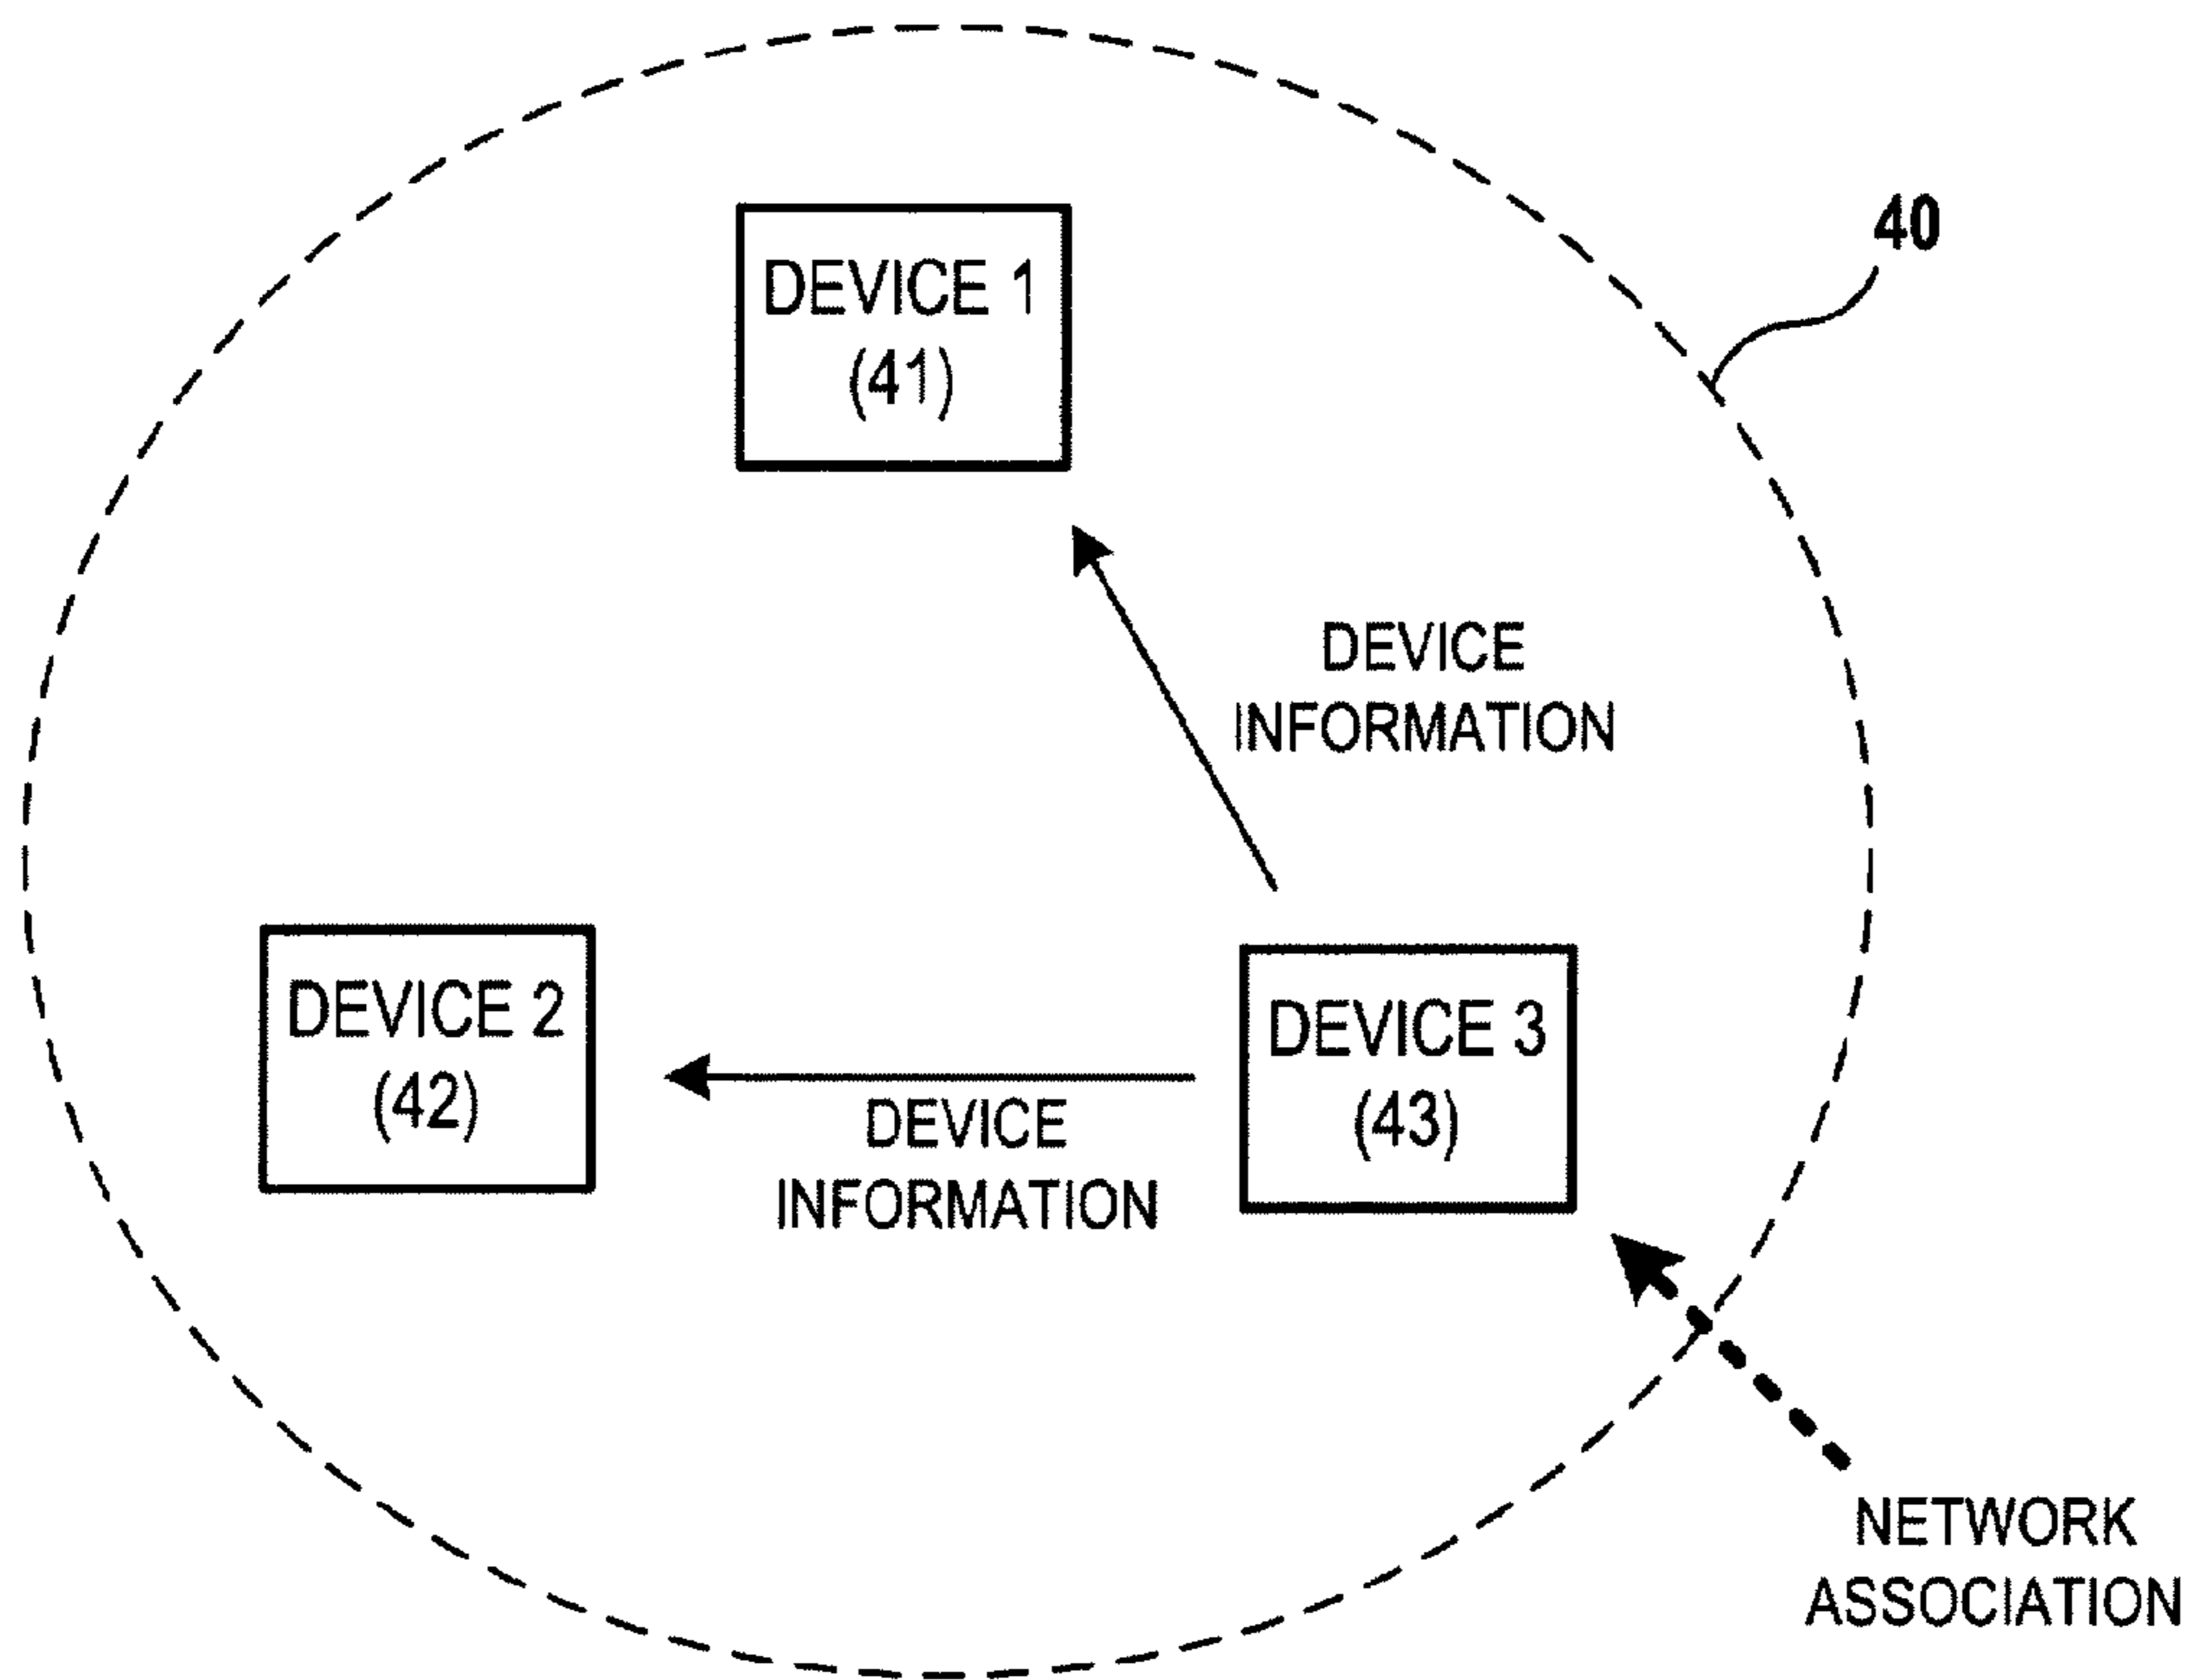 40
DEVICE 1
(41)
DEVICE
INFORMATION
DEVICE 2
(42)
DEVICE
INFORMATION
DEVICE 3
(43)
NETWORK
ASSOCIATION